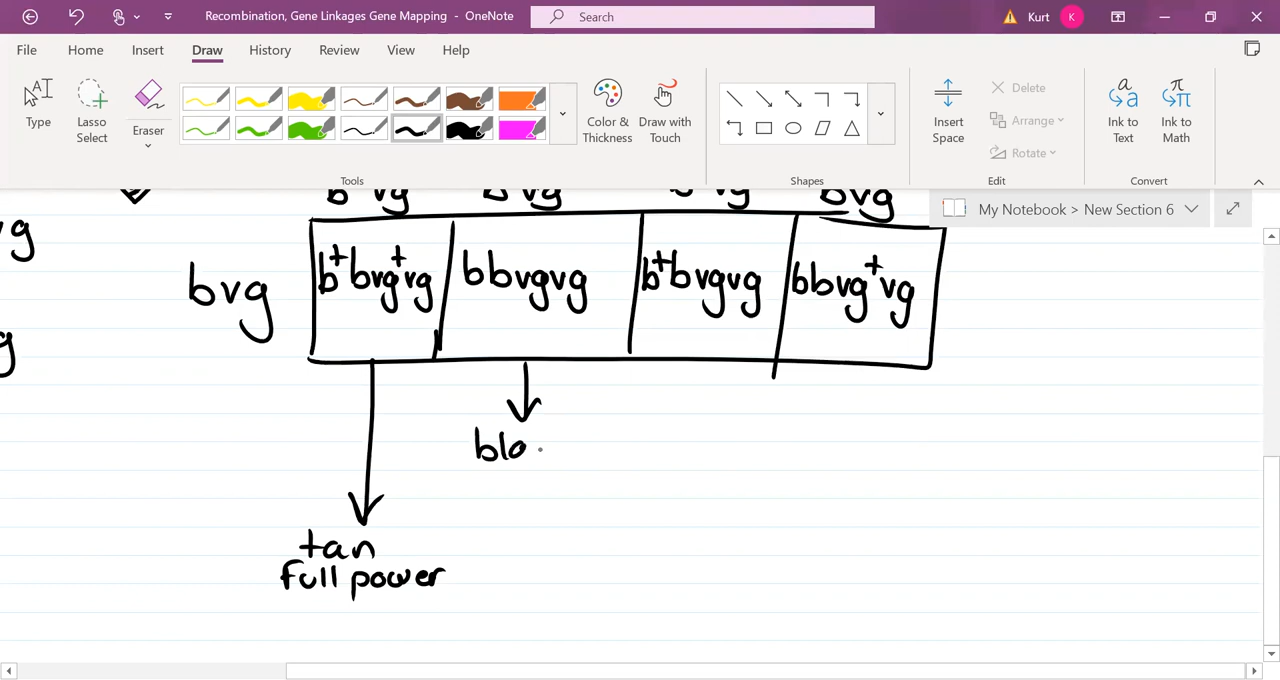 Recombination, Gene Linkages Gene Mapping - OneNote
Search
Kurt
K
File Home Insert Draw History Review View Help
Type
Lasso Select
Eraser
Color & Thickness
Draw with Touch
Insert Space
Delete
Arrange
Rotate
Ink to Text
Ink to Math
Tools
Shapes
Edit
Convert
My Notebook > New Section 6
bvg
b⁺bvg⁺vg bbvgvg b⁺bvgvg bbvg⁺vg
blo
tan
full power